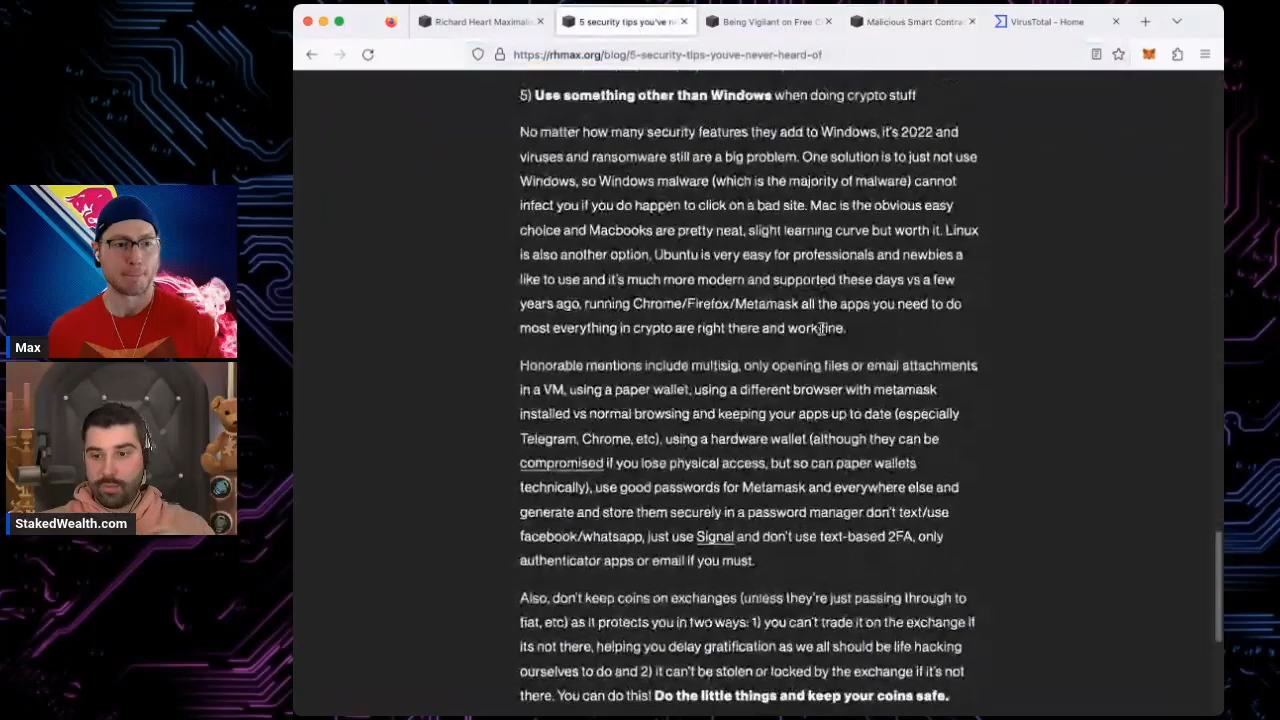 Richard Heart Maximalis
5 security tips you've n
Being Vigilant on Free C
Malicious Smart Contrac
VirusTotal - Home
https://rhmax.org/blog/5-security-tips-youve-never-heard-of
5) Use something other than Windows when doing crypto stuff
No matter how many security features they add to Windows, it's 2022 and
viruses and ransomware still are a big problem. One solution is to just not use
Windows, so Windows malware (which is the majority of malware) cannot
infect you if you do happen to click on a bad site. Mac is the obvious easy
choice and Macbooks are pretty neat, slight learning curve but worth it. Linux
is also another option, Ubuntu is very easy for professionals and newbies a
like to use and it's much more modern and supported these days vs a few
years ago, running Chrome/Firefox/Metamask all the apps you need to do
most everything in crypto are right there and work fine.
Honorable mentions include multisig, only opening files or email attachments
in a VM, using a paper wallet, using a different browser with metamask
installed vs normal browsing and keeping your apps up to date (especially
Telegram, Chrome, etc), using a hardware wallet (although they can be
compromised if you lose physical access, but so can paper wallets
technically), use good passwords for Metamask and everywhere else and
generate and store them securely in a password manager don't text/use
facebook/whatsapp, just use Signal and don't use text-based 2FA, only
authenticator apps or email if you must.
Also, don't keep coins on exchanges (unless they're just passing through to
fiat, etc) as it protects you in two ways: 1) you can't trade it on the exchange if
its not there, helping you delay gratification as we all should be life hacking
ourselves to do and 2) it can't be stolen or locked by the exchange if it's not
there. You can do this! Do the little things and keep your coins safe.
Max
StakedWealth.com